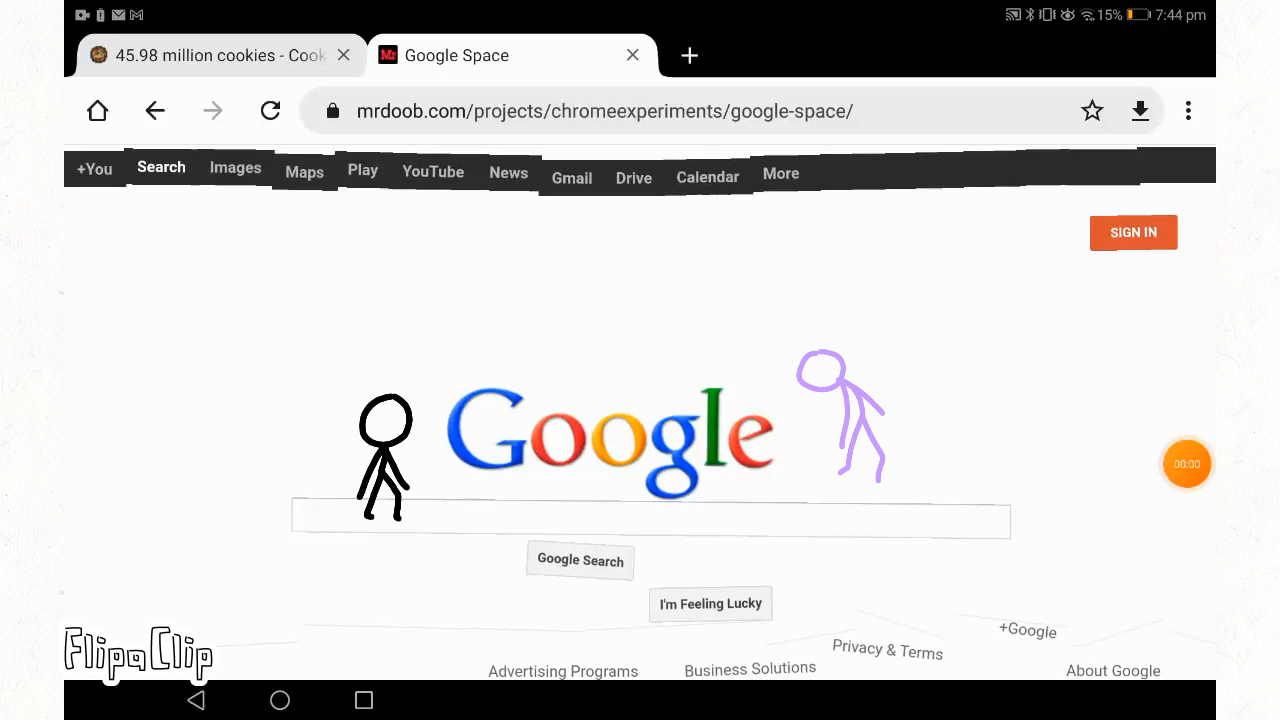 15% 7:44 pm
45.98 million cookies - Cook
Mr Google Space
mrdoob.com/projects/chromeexperiments/google-space/
+You Search Images Maps Play YouTube News Gmail Drive Calendar More
SIGN IN
Google
00:00
Google Search
I'm Feeling Lucky
+Google
Privacy & Terms
FlipaClip
Advertising Programs Business Solutions About Google